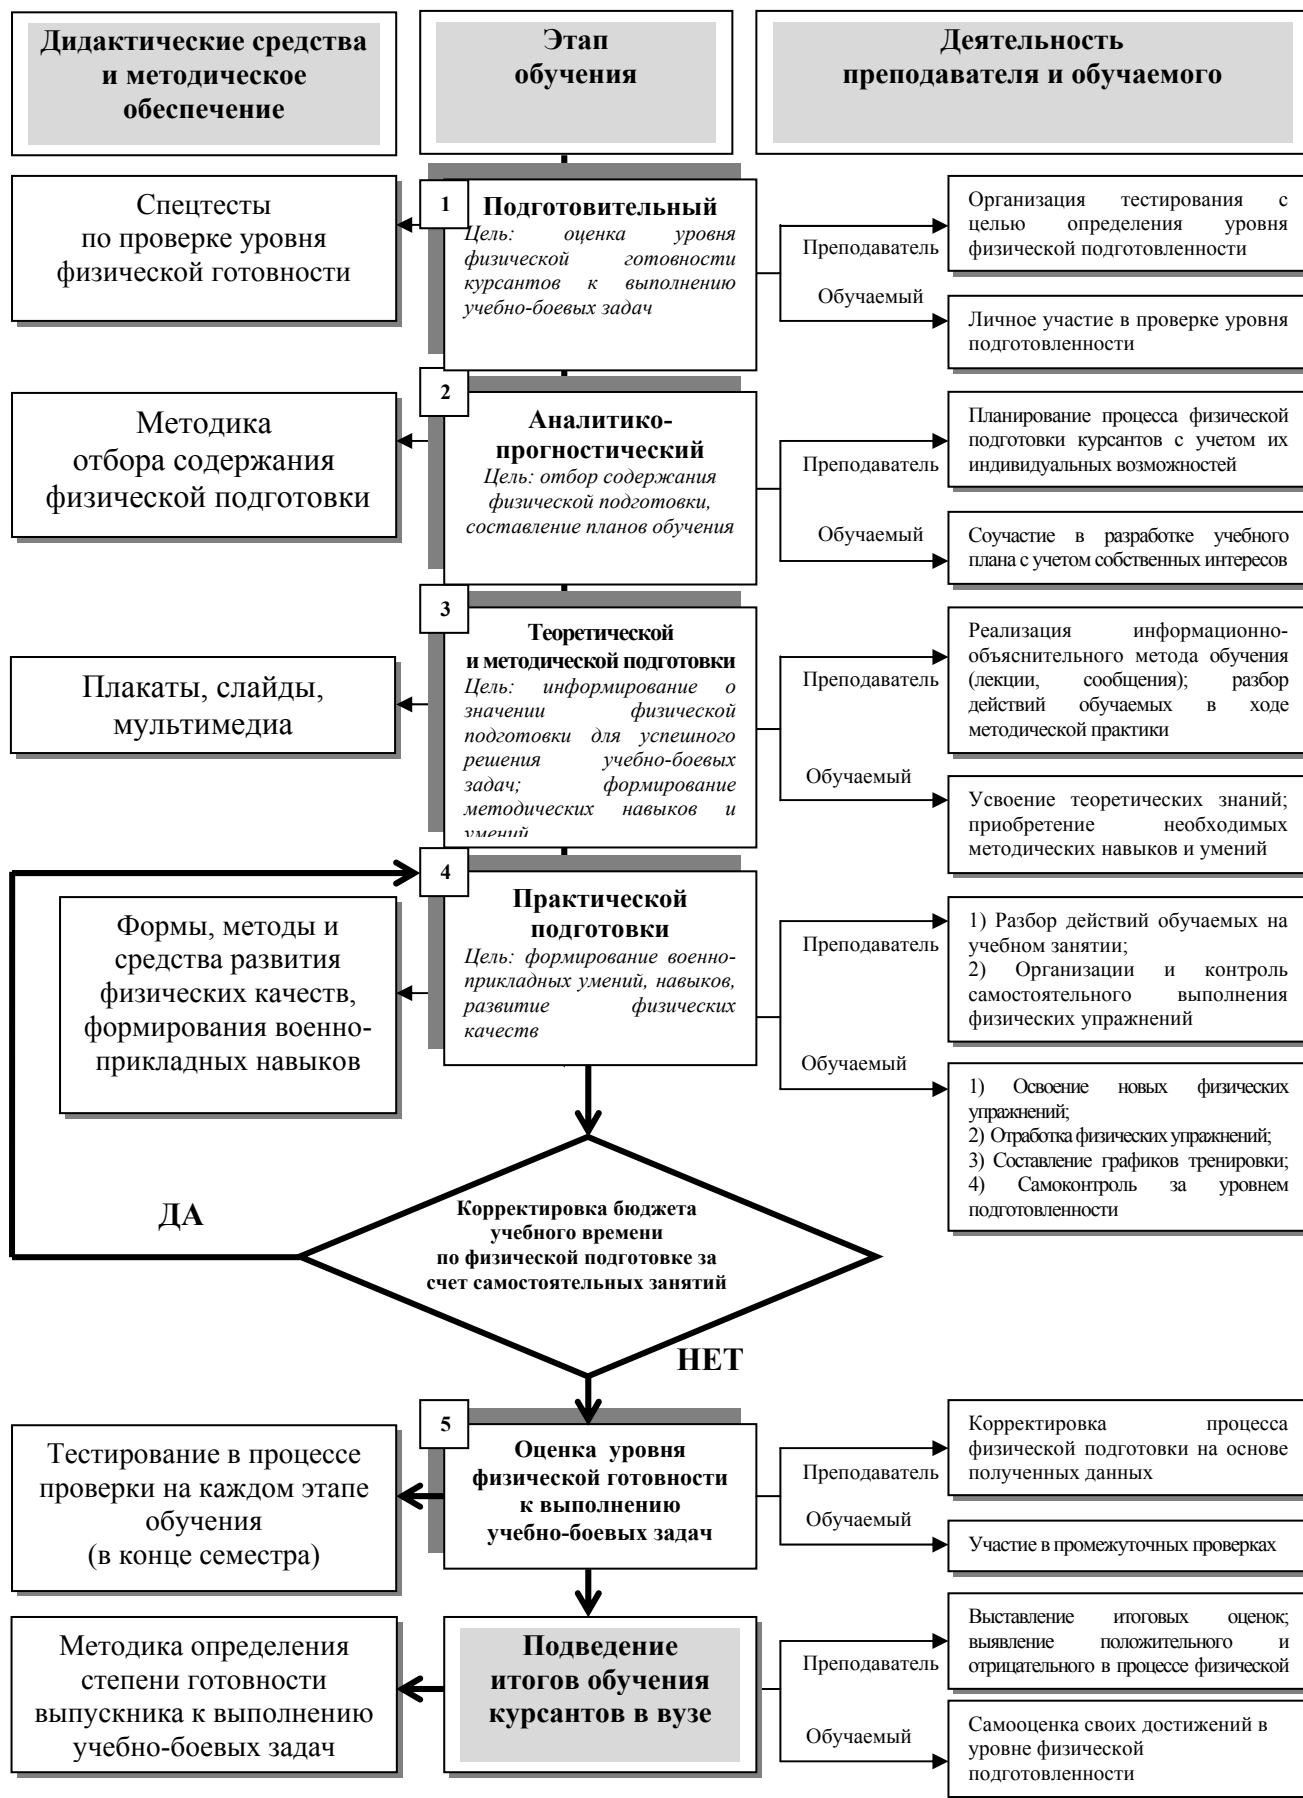 Дидактические средства
и методическое
обеспечение
Этап
обучения
Деятельность
преподавателя и обучаемого
Спецтесты
по проверке уровня
физической готовности
1
Подготовительный
Цель: оценка уровня
физической готовности
курсантов к выполнению
учебно-боевых задач
Преподаватель
Обучаемый
Организация тестирования с
целью определения уровня
физической подготовленности
Личное участие в проверке уровня
подготовленности
Методика
отбора содержания
физической подготовки
2
Аналитико-
прогностический
Цель: отбор содержания
физической подготовки,
составление планов обучения
Преподаватель
Обучаемый
Планирование процесса физической
подготовки курсантов с учетом их
индивидуальных возможностей
Соучастие в разработке учебного
плана с учетом собственных интересов
Плакаты, слайды,
мультимедиа
3
Теоретической
и методической подготовки
Цель: информирование о
значении физической
подготовки для успешного
решения учебно-боевых
задач; формирование
методических навыков и
умений
Преподаватель
Обучаемый
Реализация информационно-
объяснительного метода обучения
(лекции, сообщения); разбор
действий обучаемых в ходе
методической практики
Усвоение теоретических знаний;
приобретение необходимых
методических навыков и умений
Формы, методы и
средства развития
физических качеств,
формирования военно-
прикладных навыков
4
Практической
подготовки
Цель: формирование военно-
прикладных умений, навыков,
развитие физических
качеств
Преподаватель
Обучаемый
1) Разбор действий обучаемых на
учебном занятии;
2) Организации и контроль
самостоятельного выполнения
физических упражнений
1) Освоение новых физических
упражнений;
2) Отработка физических упражнений;
3) Составление графиков тренировки;
4) Самоконтроль за уровнем
подготовленности
ДА
Корректировка бюджета
учебного времени
по физической подготовке за
счет самостоятельных занятий
НЕТ
Тестирование в процессе
проверки на каждом этапе
обучения
(в конце семестра)
5
Оценка уровня
физической готовности
к выполнению
учебно-боевых задач
Преподаватель
Обучаемый
Корректировка процесса
физической подготовки на основе
полученных данных
Участие в промежуточных проверках
Методика определения
степени готовности
выпускника к выполнению
учебно-боевых задач
Подведение
итогов обучения
курсантов в вузе
Преподаватель
Обучаемый
Выставление итоговых оценок;
выявление положительного и
отрицательного в процессе физической
Самооценка своих достижений в
уровне физической
подготовленности